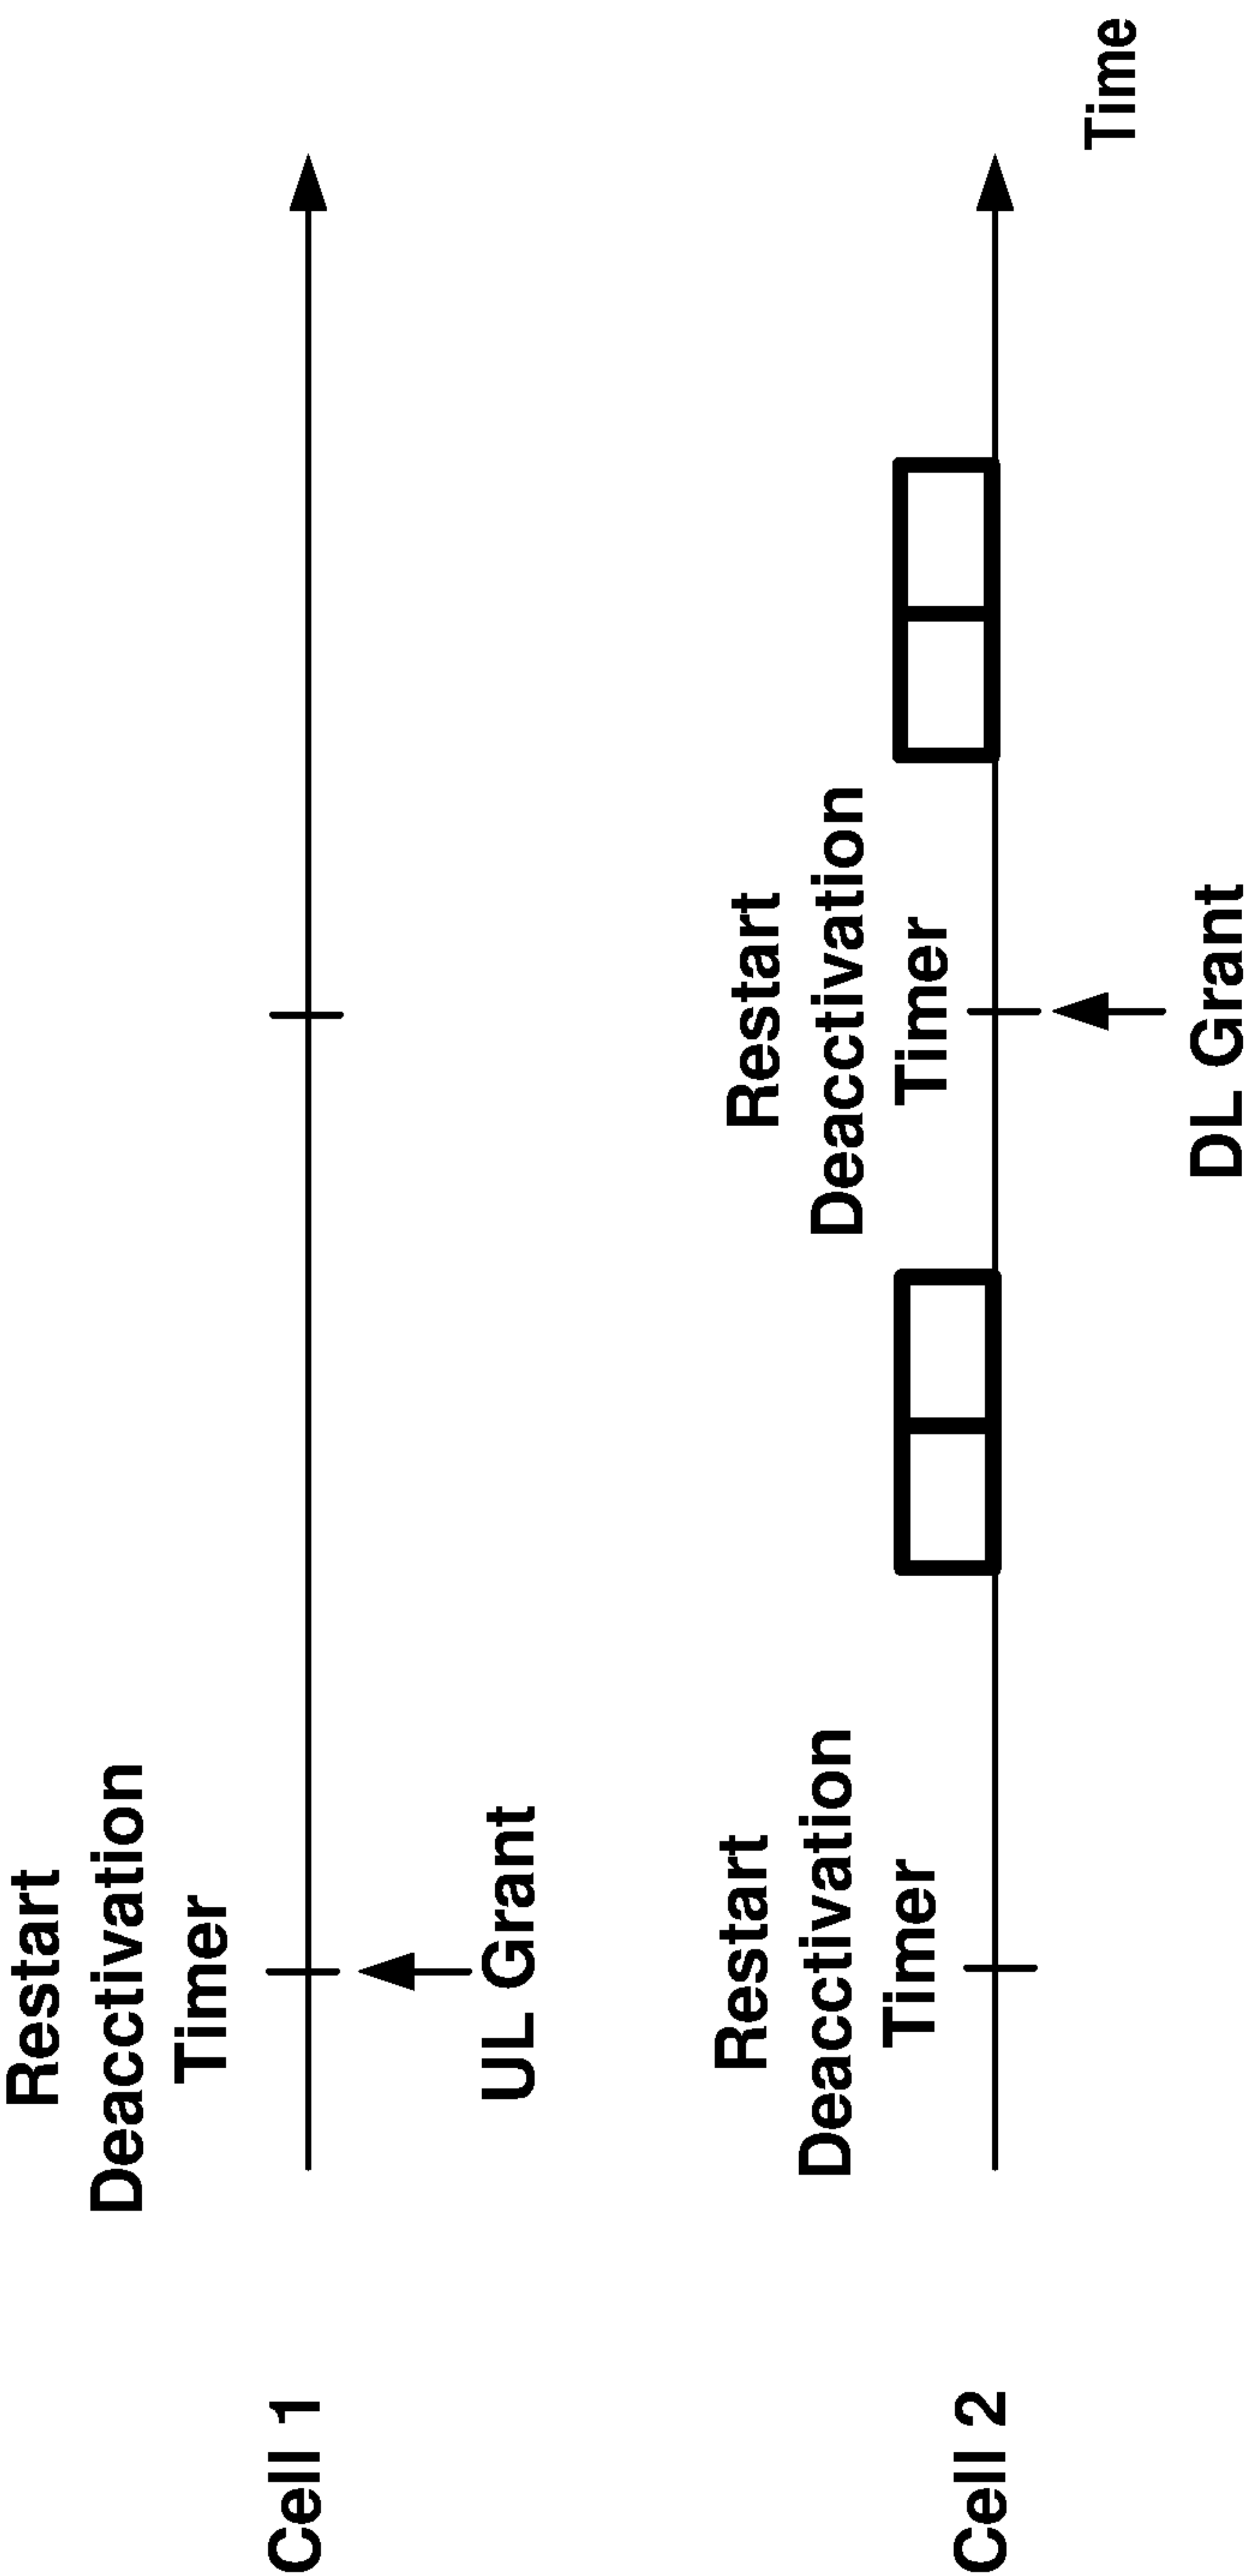 Restart
Deacctivation
Timer
Cell 1
UL Grant
Restart
Deacctivation
Timer
Restart
Deacctivation
Timer
Cell 2
DL Grant
Time